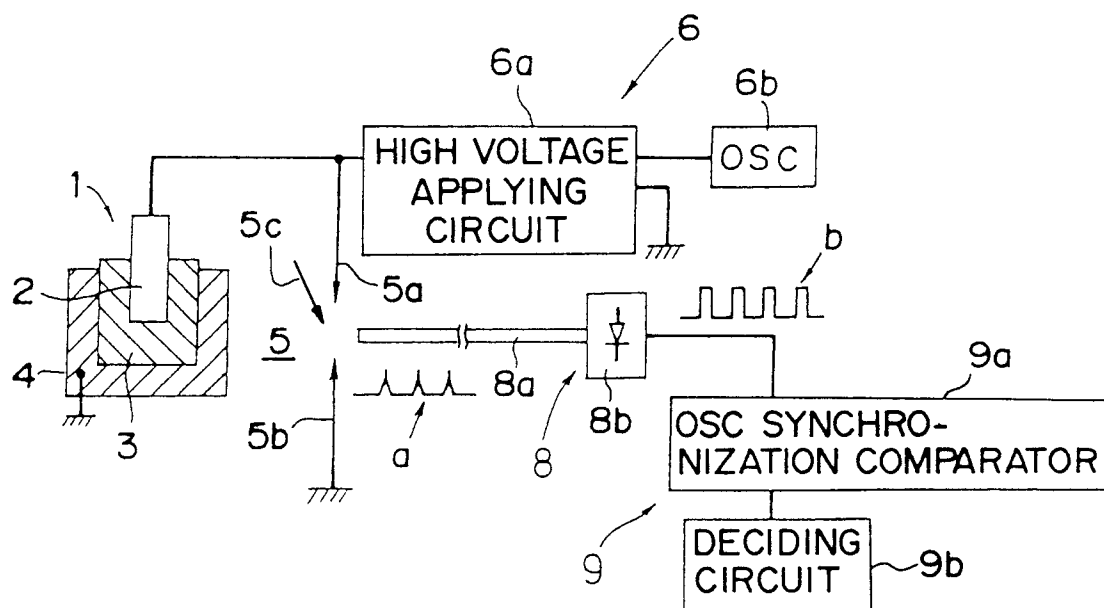 6
6a
6b
HIGH VOLTAGE
APPLYING
CIRCUIT
OSC
1
5c
b
2
5a
5
4
8a
9a
3
5b
a
8
8b
OSC SYNCHRO-
NIZATION COMPARATOR
9
DECIDING
CIRCUIT
9b